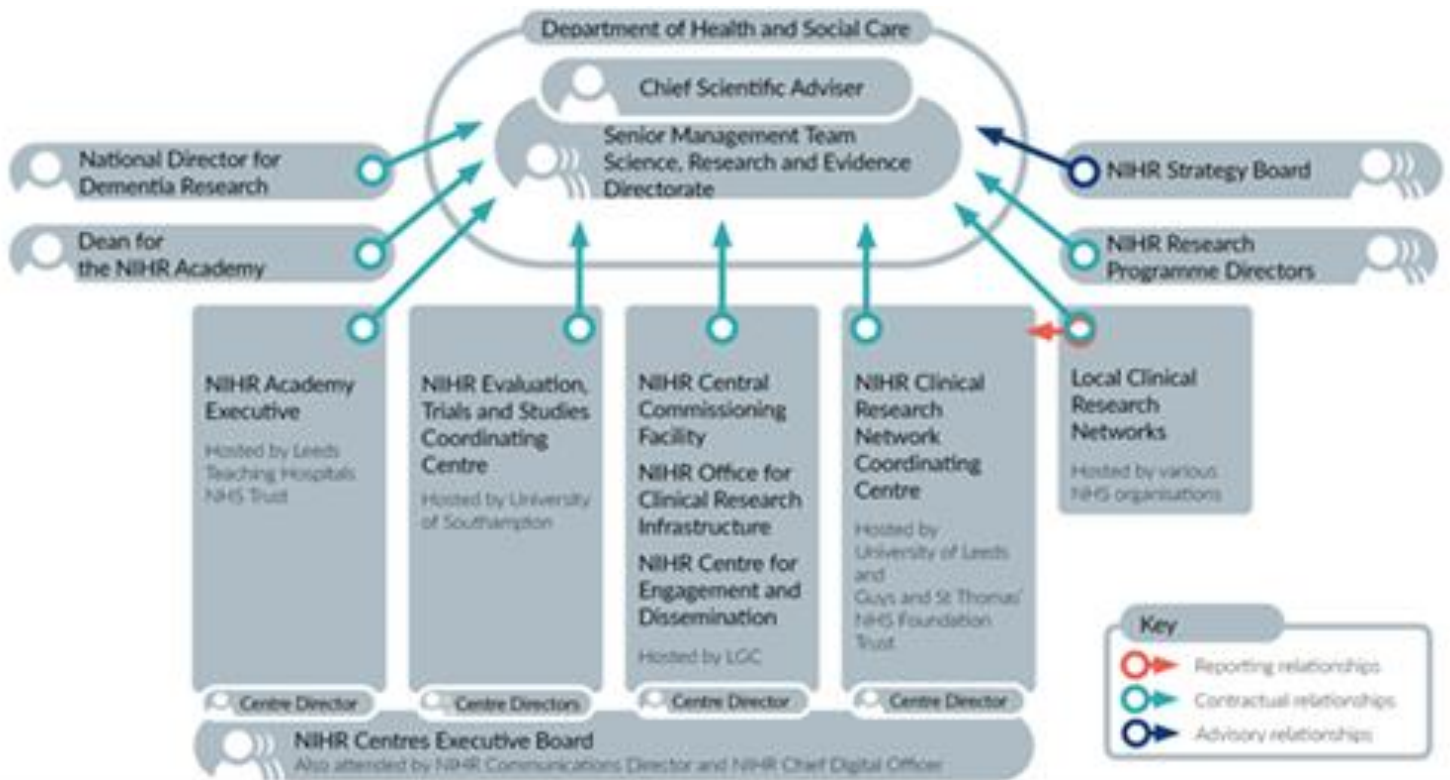 Department of Health and Social Care
Chief Scientific Adviser
Senior Management Team
Science, Research and Evidence
Directorate
National Director for
Dementia Research
Dean for
the NIHR Academy
NIHR Strategy Board
NIHR Research
Programme Directors
NIHR Academy
Executive
Hosted by Leeds
Teaching Hospitals
NHS Trust
NIHR Evaluation,
Trials and Studies
Coordinating
Centre
Hosted by University
of Southampton
NIHR Central
Commissioning
Facility
NIHR Office for
Clinical Research
Infrastructure
NIHR Centre for
Engagement and
Dissemination
Hosted by LGC
NIHR Clinical
Research
Network
Coordinating
Centre
Hosted by
University of Leeds
and
Guys and St Thomas'
NHS Foundation
Trust
Local Clinical
Research
Networks
Hosted by various
NHS organisations
Centre Director
Centre Directors
Centre Director
Centre Director
NIHR Centres Executive Board
Also attended by NIHR Communications Director and NIHR Chief Digital Officer
Key
Reporting relationships
Contractual relationships
Advisory relationships